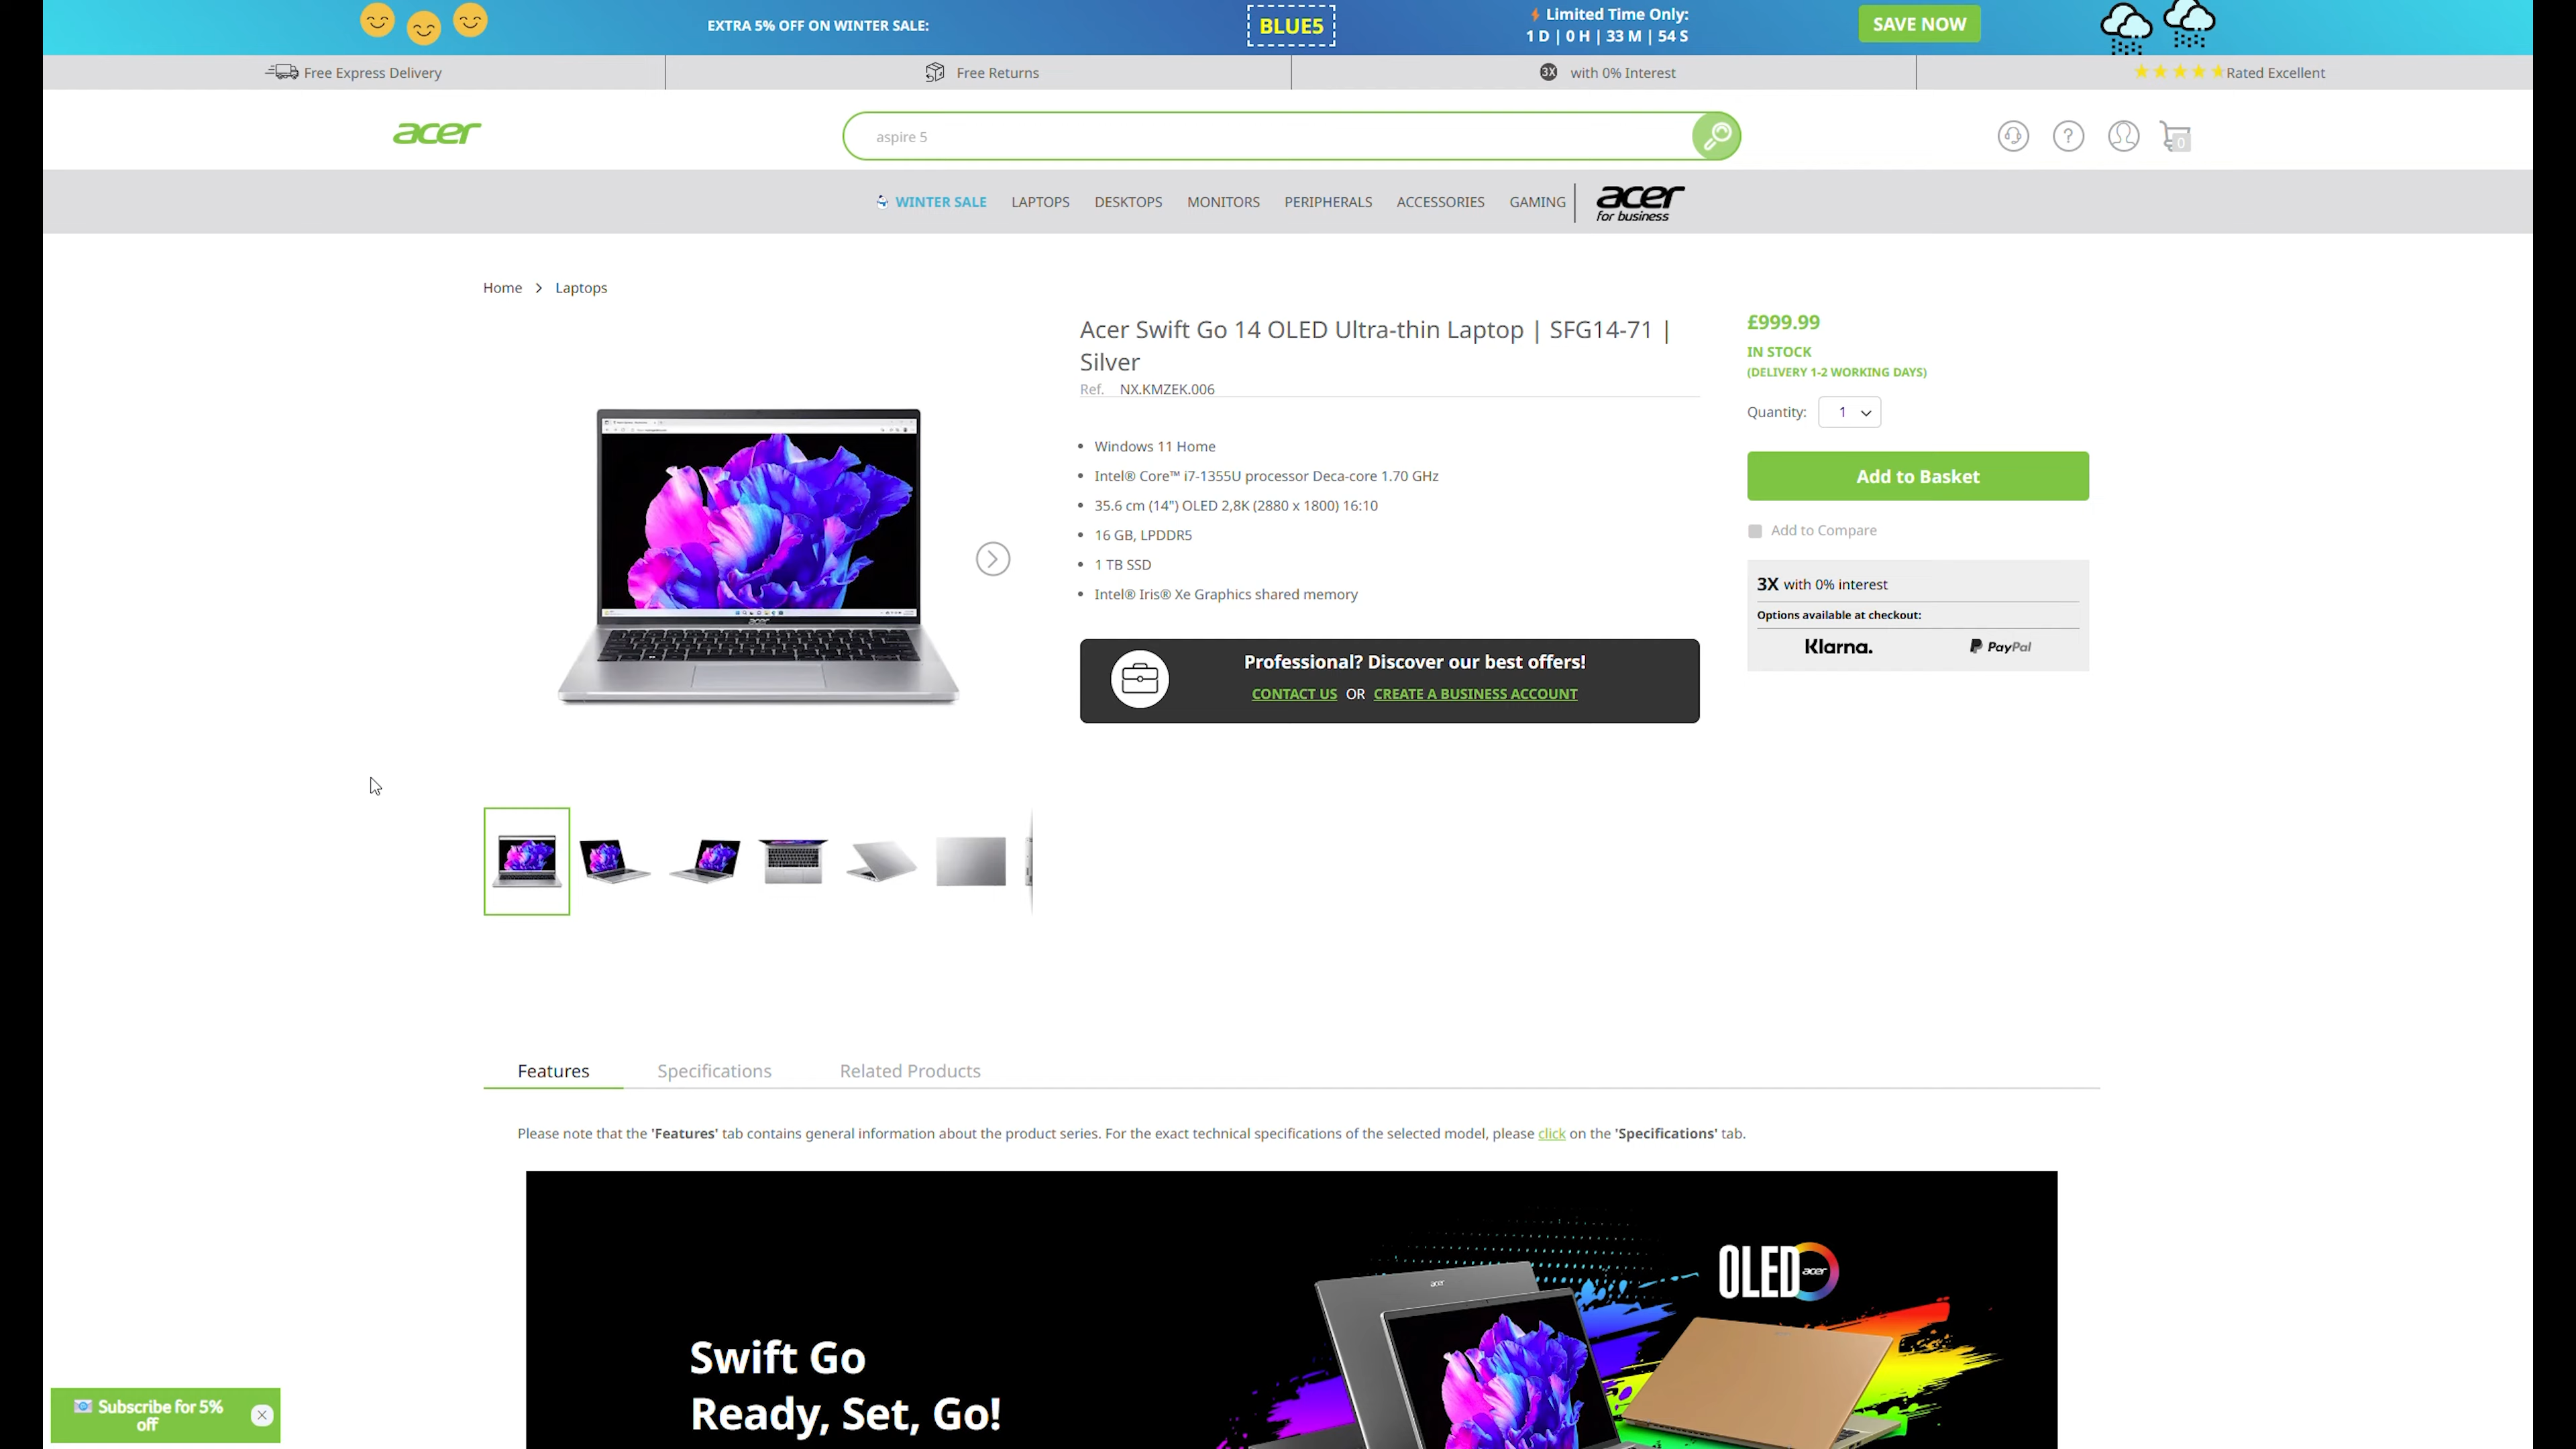 EXTRA 5% OFF ON WINTER SALE:
BLUE5
Limited Time Only:
1 D | 0 H | 33 M | 54 S
SAVE NOW
Free Express Delivery
Free Returns
3X with 0% Interest
Rated Excellent
acer
aspire 5
?
0
WINTER SALE
LAPTOPS
DESKTOPS
MONITORS
PERIPHERALS
ACCESSORIES
GAMING
acer
for business
Home > Laptops
Acer Swift Go 14 OLED Ultra-thin Laptop | SFG14-71 |
Silver
Ref. NX.KMZEK.006
• Windows 11 Home
• Intel® Core™ i7-1355U processor Deca-core 1.70 GHz
• 35.6 cm (14") OLED 2,8K (2880 x 1800) 16:10
• 16 GB, LPDDR5
• 1 TB SSD
• Intel® Iris® Xe Graphics shared memory
Professional? Discover our best offers!
CONTACT US OR CREATE A BUSINESS ACCOUNT
£999.99
IN STOCK
(DELIVERY 1-2 WORKING DAYS)
Quantity: 1
Add to Basket
Add to Compare
3X with 0% interest
Options available at checkout:
Klarna. PayPal
acer
Features
Specifications
Related Products
Please note that the 'Features' tab contains general information about the product series. For the exact technical specifications of the selected model, please click on the 'Specifications' tab.
OLED acer
acer
Swift Go
Ready, Set, Go!
Subscribe for 5%
off